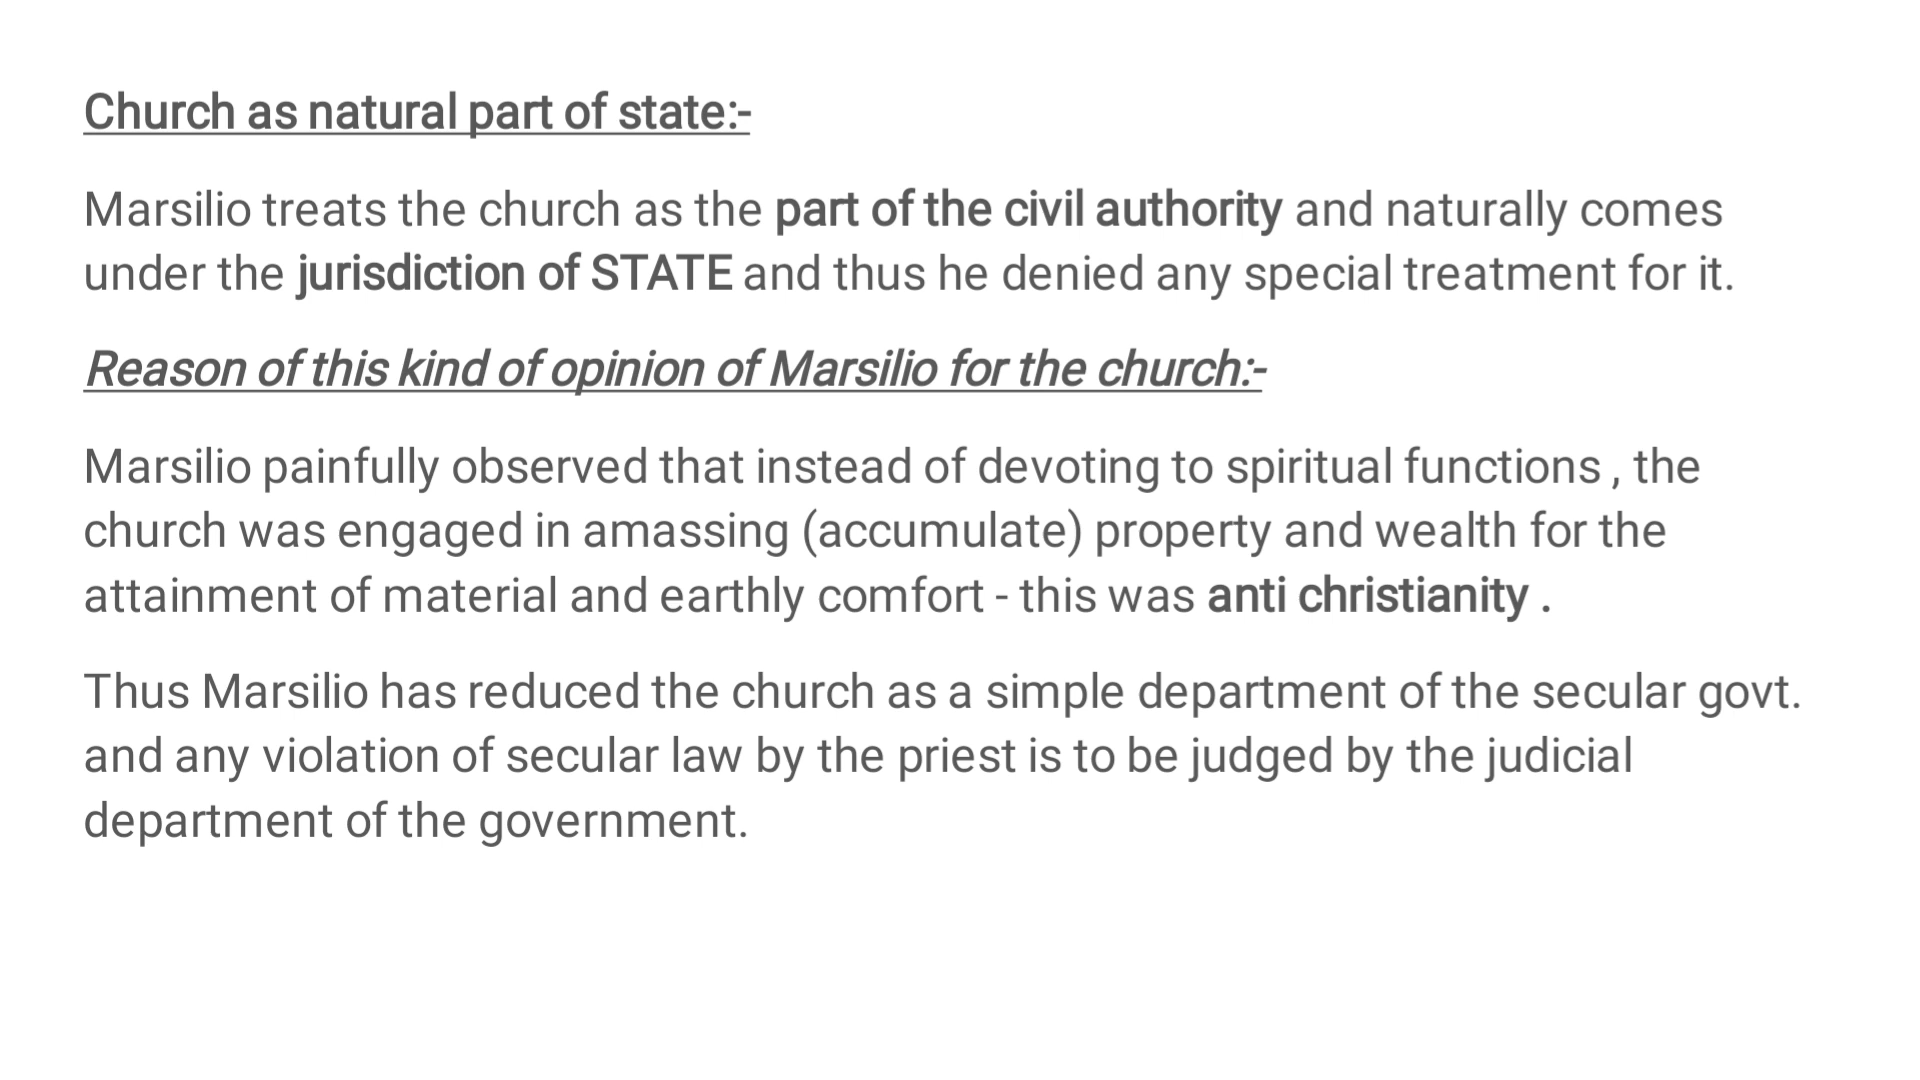 Church as natural part of state:-
Marsilio treats the church as the part of the civil authority and naturally comes
under the jurisdiction of STATE and thus he denied any special treatment for it.
Reason of this kind of opinion of Marsilio for the church:-
Marsilio painfully observed that instead of devoting to spiritual functions , the
church was engaged in amassing (accumulate) property and wealth for the
attainment of material and earthly comfort - this was anti christianity .
Thus Marsilio has reduced the church as a simple department of the secular govt.
and any violation of secular law by the priest is to be judged by the judicial
department of the government.